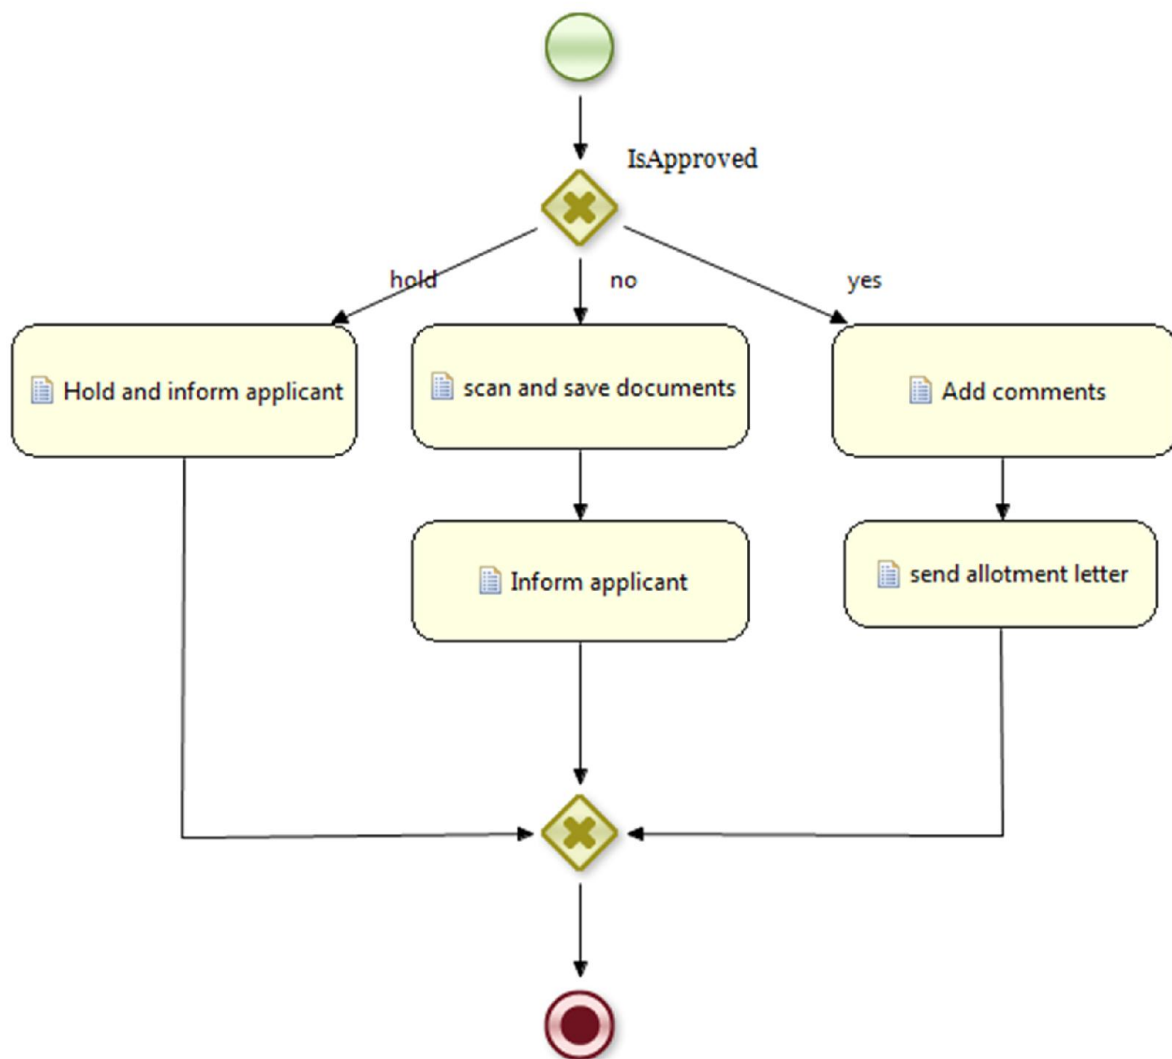 IsApproved
hold
no
yes
Hold and inform applicant
scan and save documents
Add comments
Inform applicant
send allotment letter